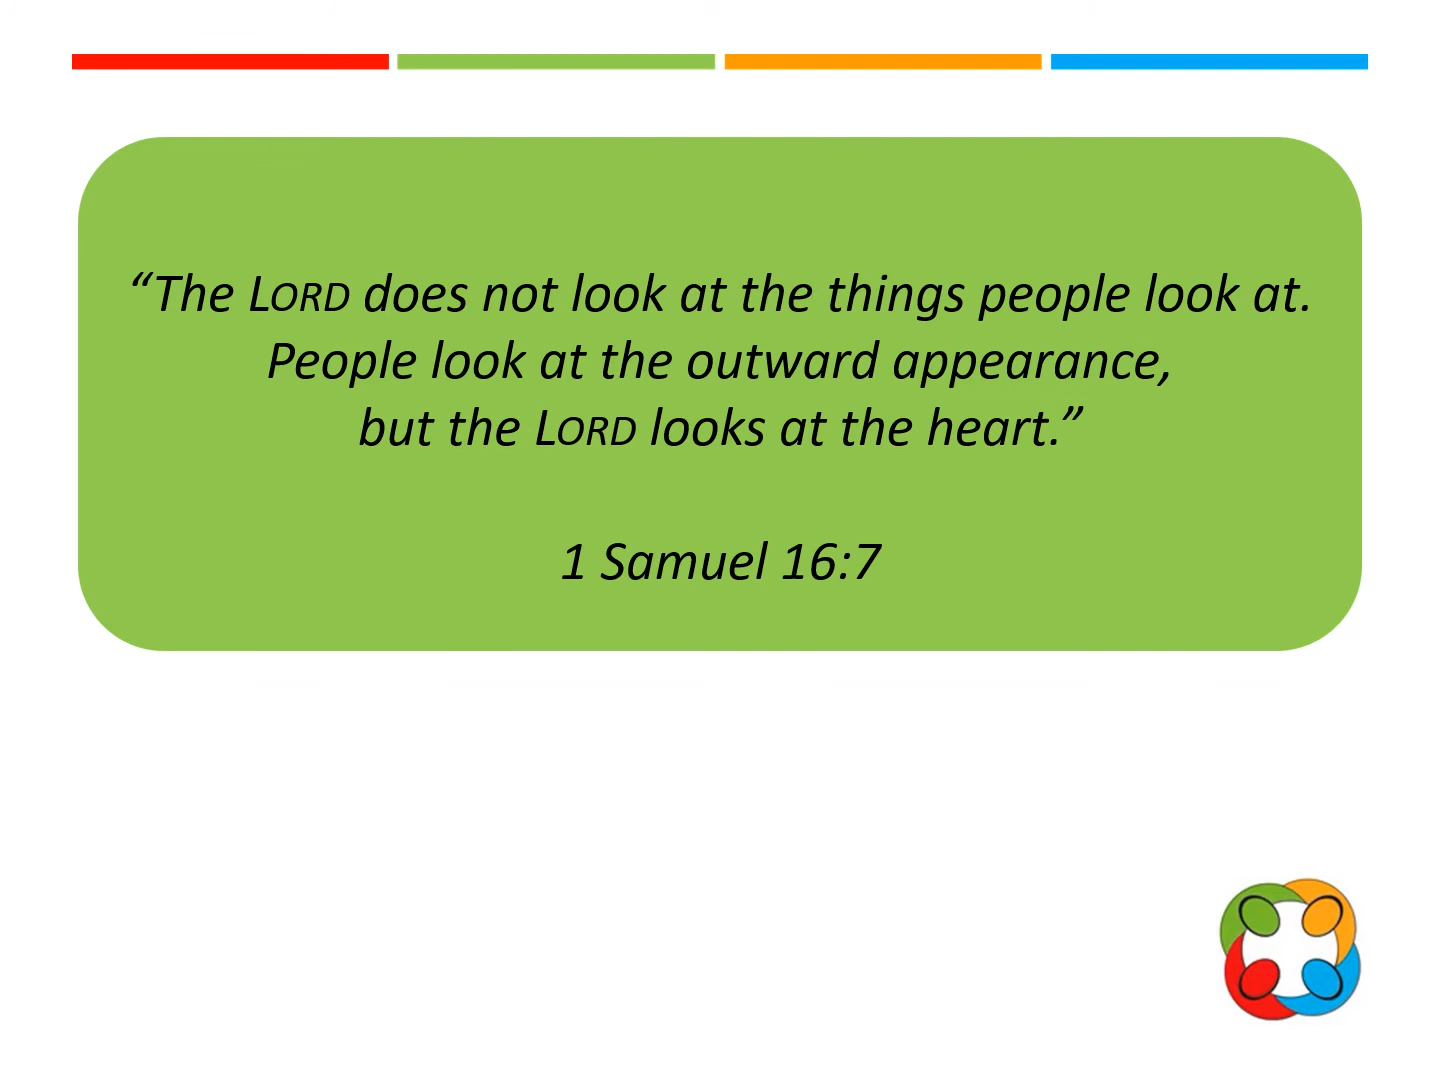 “The LORD does not look at the things people look at.
People look at the outward appearance,
but the LORD looks at the heart.”
1 Samuel 16:7